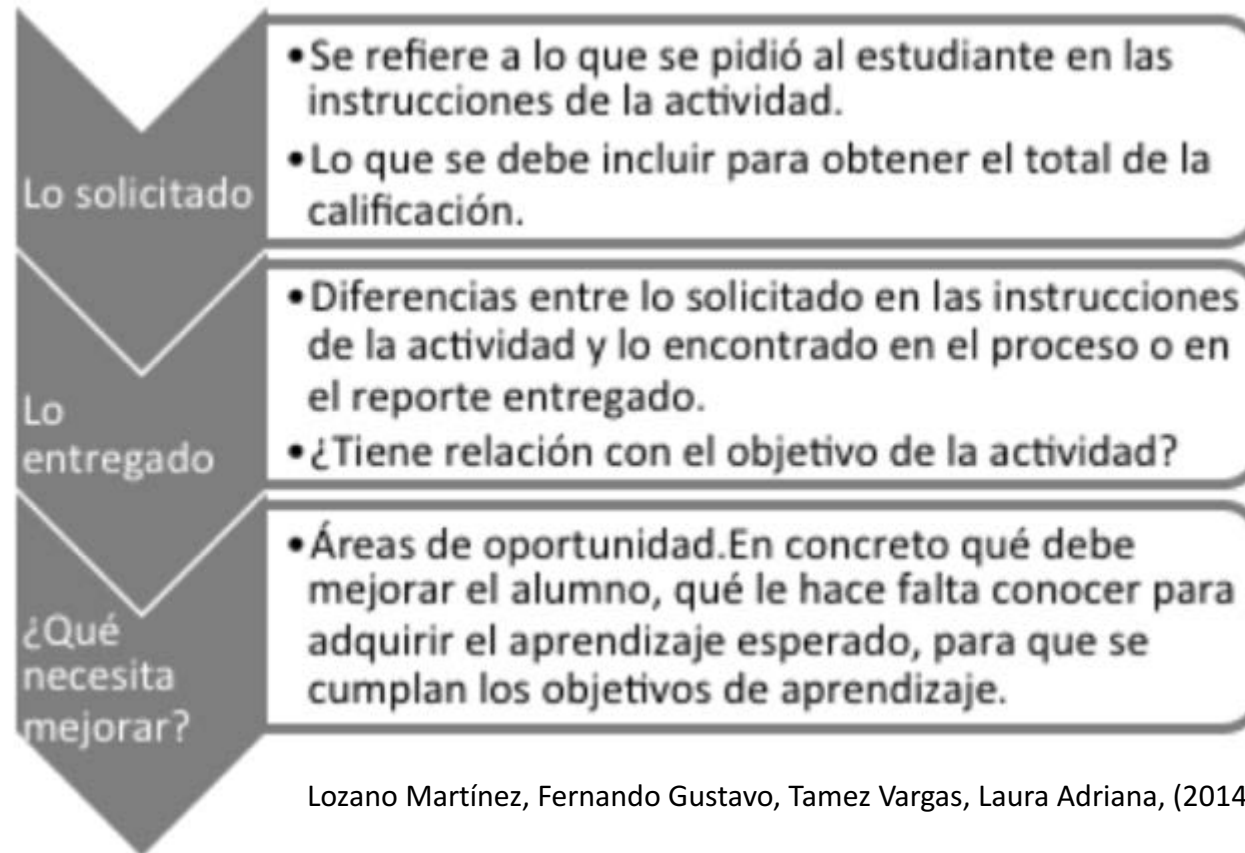 Lo solicitado
•Se refiere a lo que se pidió al estudiante en las
instrucciones de la actividad.
•Lo que se debe incluir para obtener el total de la
calificación.
Lo
entregado
•Diferencias entre lo solicitado en las instrucciones
de la actividad y lo encontrado en el proceso o en
el reporte entregado.
•¿Tiene relación con el objetivo de la actividad?
¿Qué
necesita
mejorar?
•Áreas de oportunidad.En concreto qué debe
mejorar el alumno, qué le hace falta conocer para
adquirir el aprendizaje esperado, para que se
cumplan los objetivos de aprendizaje.
Lozano Martínez, Fernando Gustavo, Tamez Vargas, Laura Adriana, (2014